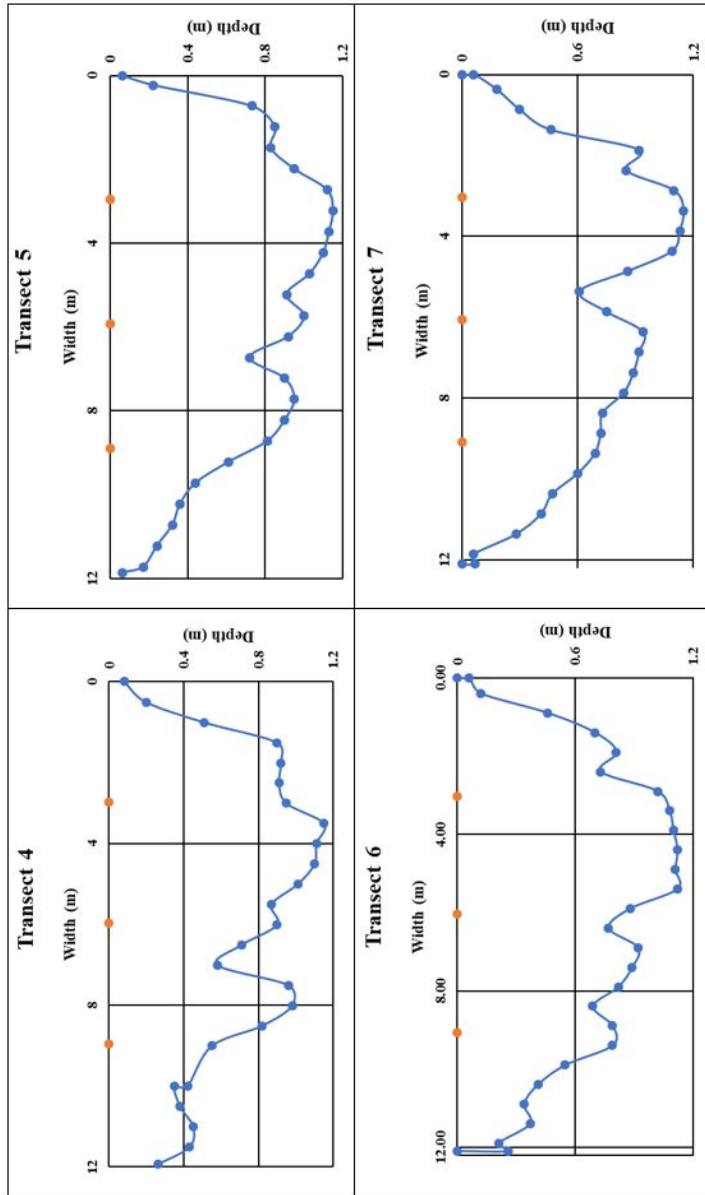 Transect 4
Width (m)
12
8
4
0
0
0.4
0.8
1.2
Depth (m)
Transect 5
Width (m)
12
8
4
0
0
0.4
0.8
1.2
Depth (m)
Transect 6
Width (m)
12.00
8.00
4.00
0.00
0
0.6
1.2
Depth (m)
Transect 7
Width (m)
12
8
4
0
0
0.6
1.2
Depth (m)